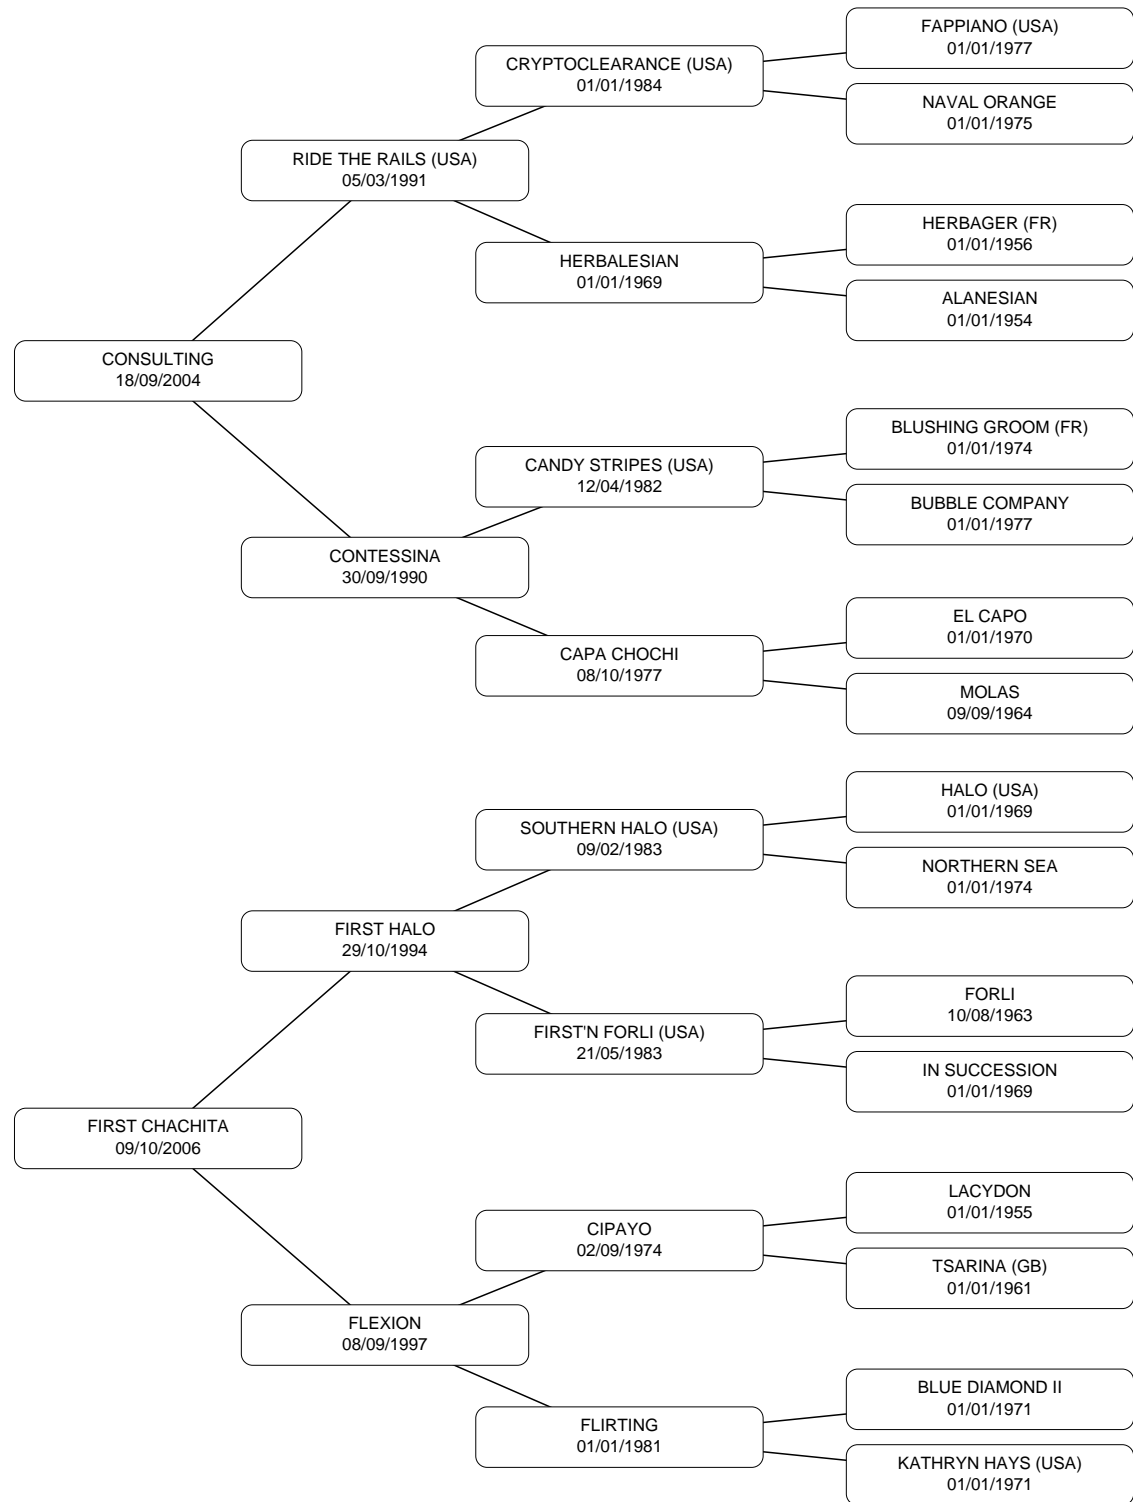 FAPPIANO (USA)
01/01/1977
CRYPTOCLEARANCE (USA)
01/01/1984
NAVAL ORANGE
01/01/1975
RIDE THE RAILS (USA)
05/03/1991
HERBAGER (FR)
01/01/1956
HERBALESIAN
01/01/1969
ALANESIAN
01/01/1954
CONSULTING
18/09/2004
BLUSHING GROOM (FR)
01/01/1974
CANDY STRIPES (USA)
12/04/1982
BUBBLE COMPANY
01/01/1977
CONTESSINA
30/09/1990
EL CAPO
01/01/1970
CAPA CHOCHI
08/10/1977
MOLAS
09/09/1964
HALO (USA)
01/01/1969
SOUTHERN HALO (USA)
09/02/1983
NORTHERN SEA
01/01/1974
FIRST HALO
29/10/1994
FORLI
10/08/1963
FIRST'N FORLI (USA)
21/05/1983
IN SUCCESSION
01/01/1969
FIRST CHACHITA
09/10/2006
LACYDON
01/01/1955
CIPAYO
02/09/1974
TSARINA (GB)
01/01/1961
FLEXION
08/09/1997
BLUE DIAMOND II
01/01/1971
FLIRTING
01/01/1981
KATHRYN HAYS (USA)
01/01/1971